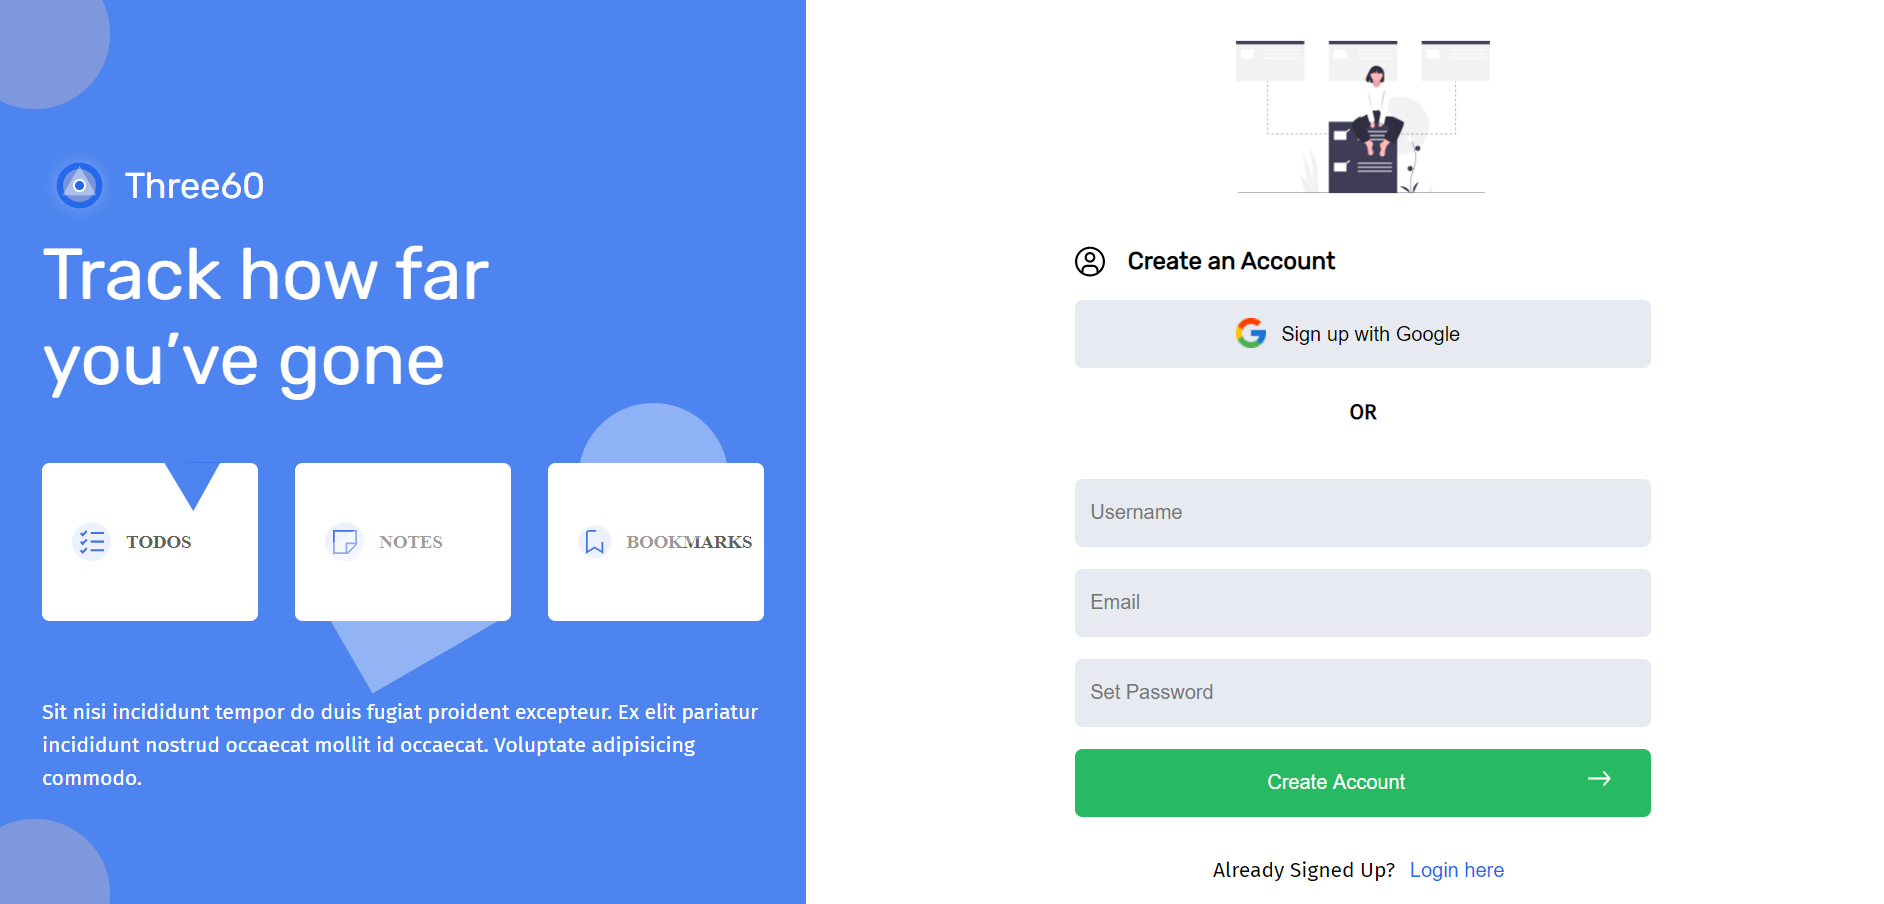 Three60
Track how far
you’ve gone
TODOS
NOTES
BOOKMARKS
Sit nisi incididunt tempor do duis fugiat proident excepteur. Ex elit pariatur
incididunt nostrud occaecat mollit id occaecat. Voluptate adipisicing
commodo.
Create an Account
Sign up with Google
OR
Username
Email
Set Password
Create Account
Already Signed Up? Login here